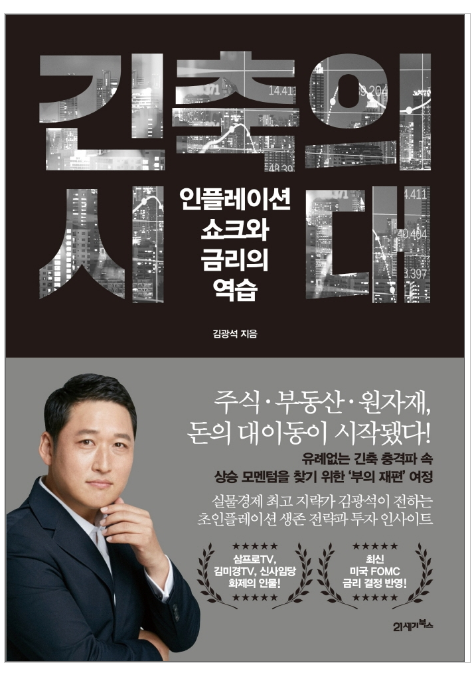 긴축의
시대
인플레이션
쇼크와
금리의
역습
김광석 지음
주식·부동산·원자재,
돈의 대이동이 시작됐다!
유례없는 긴축 충격파 속
상승 모멘텀을 찾기 위한 '부의 재편' 여정
실물경제 최고 지략가 김광석이 전하는
초인플레이션 생존 전략과 투자 인사이트
삼프로TV,
김미경TV, 신사임당
화제의 인물!
최신
미국 FOMC
금리 결정 반영!
21세기북스